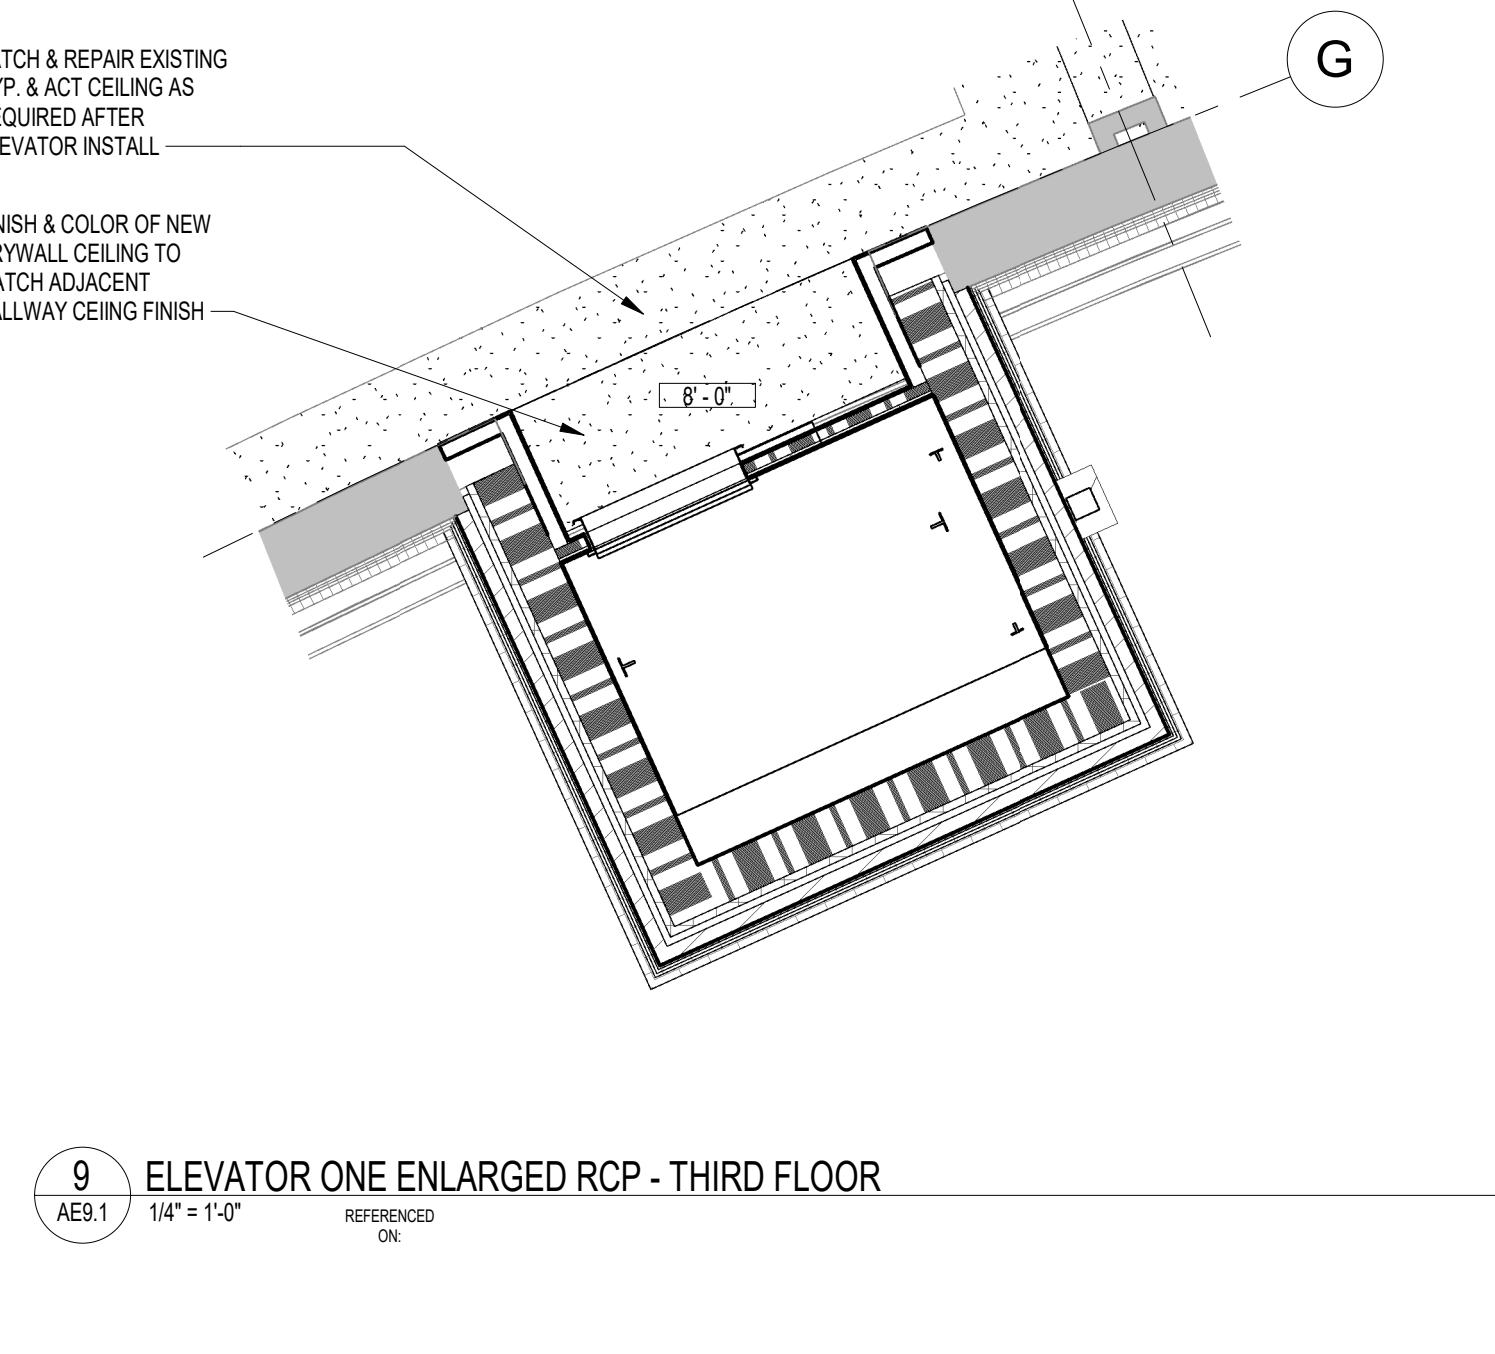 ATCH & REPAIR EXISTING
YP. & ACT CEILING AS
EQUIRED AFTER
EVATOR INSTALL
NISH & COLOR OF NEW
RYWALL CEILING TO
ATCH ADJACENT
ALLWAY CEIING FINISH
G
8' - 0"
9
ELEVATOR ONE ENLARGED RCP - THIRD FLOOR
AE9.1
1/4" = 1'-0"
REFERENCED
ON: